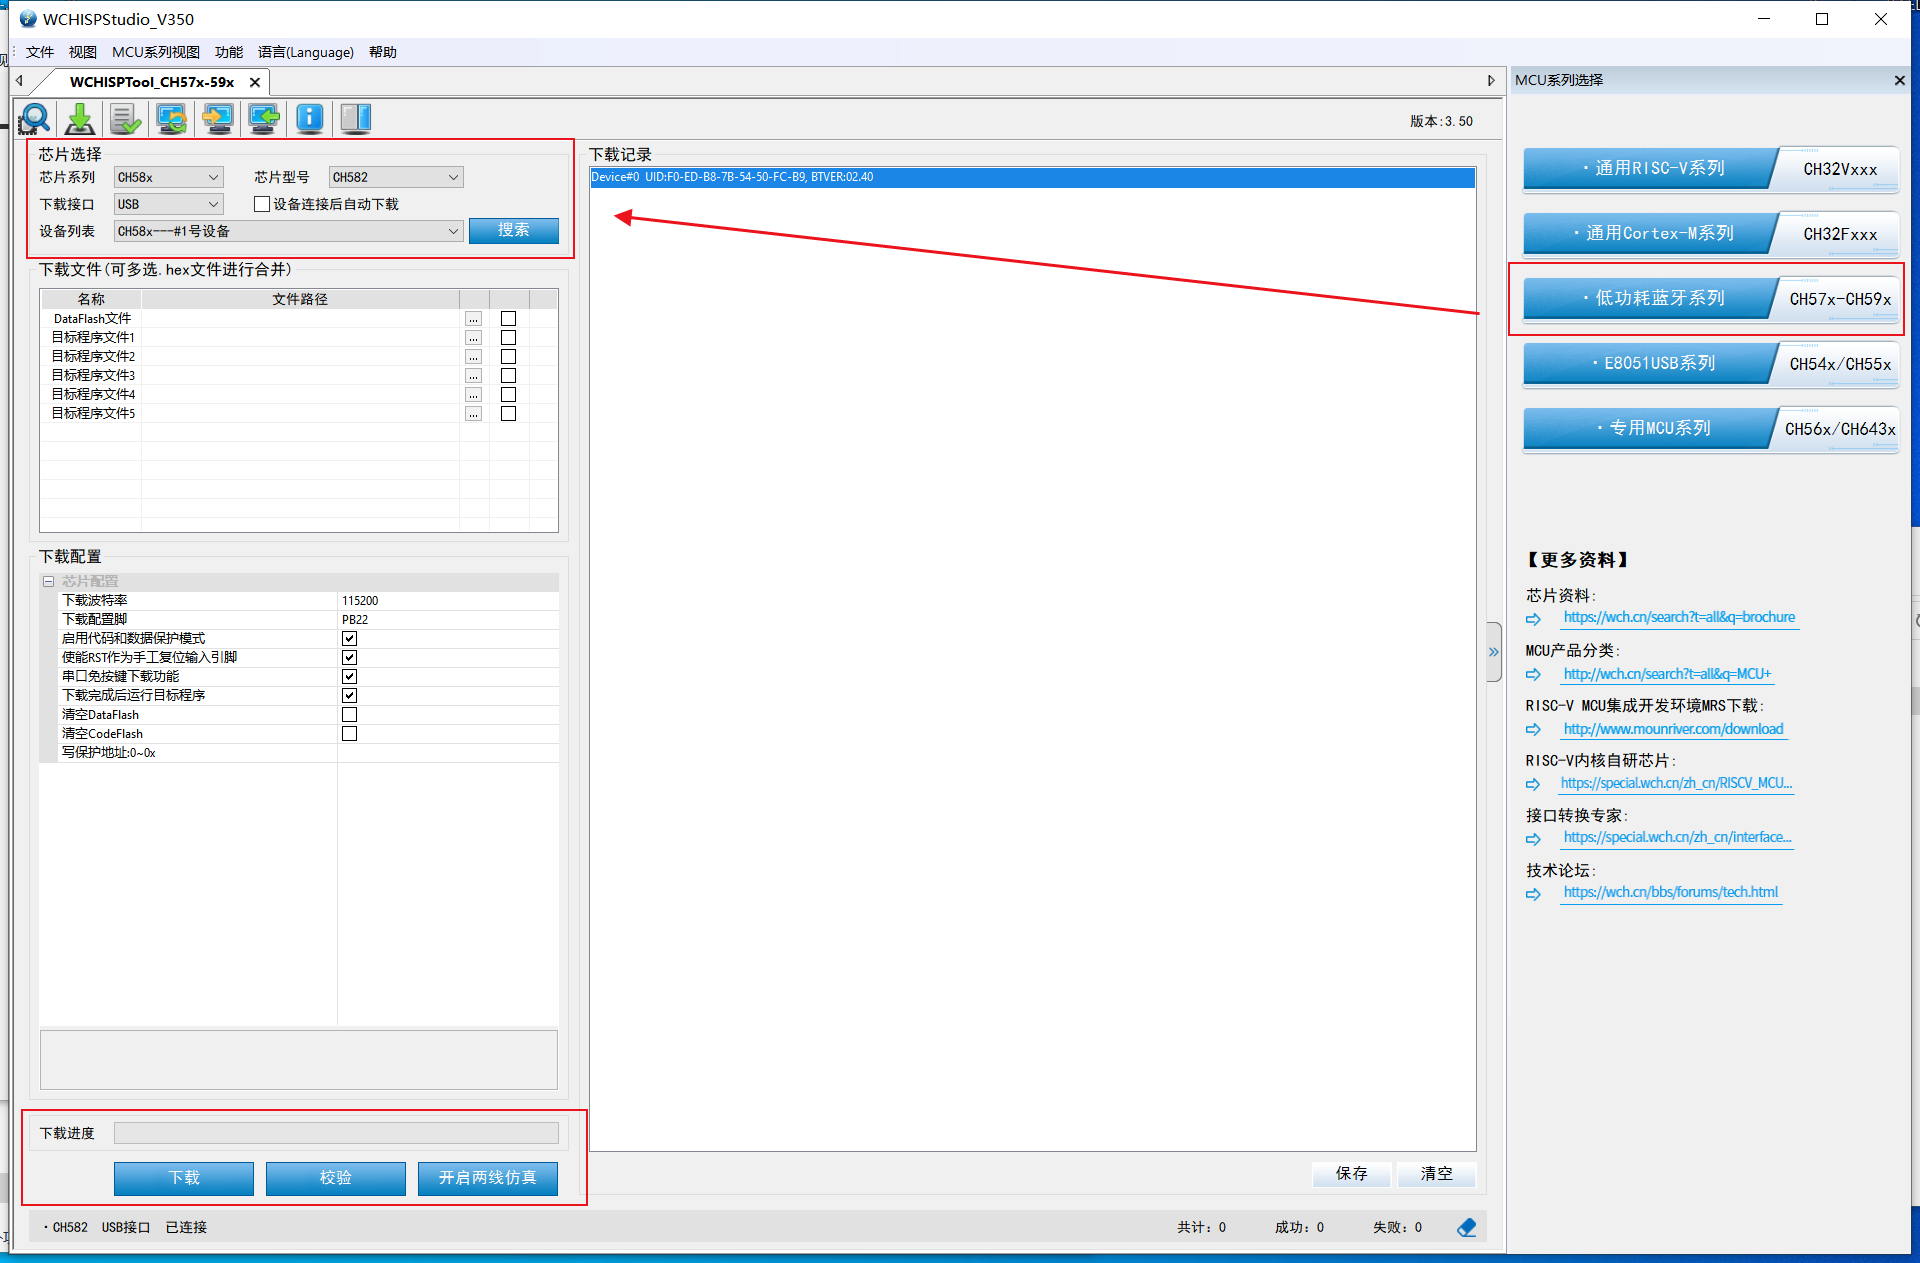 WCHISPStudio_V350
文件 视图 MCU系列视图 功能 语言(Language) 帮助
WCHISPTool_CH57x-59x
版本:3.50
芯片选择
芯片系列 CH58x 芯片型号 CH582
下载接口 USB 设备连接后自动下载
设备列表 CH58x---#1号设备 搜索
下载文件(可多选.hex文件进行合并)
名称 文件路径
DataFlash文件 ...
目标程序文件1 ...
目标程序文件2 ...
目标程序文件3 ...
目标程序文件4 ...
目标程序文件5 ...
下载配置
芯片配置
下载波特率 115200
下载配置脚 PB22
启用代码和数据保护模式
使能RST作为手工复位输入引脚
串口免按键下载功能
下载完成后运行目标程序
清空DataFlash
清空CodeFlash
写保护地址:0~0x
下载进度
下载 校验 开启两线仿真
下载记录
Device#0 UID:F0-ED-B8-7B-54-50-FC-B9, BTVER:02.40
保存 清空
·CH582 USB接口 已连接 共计: 0 成功: 0 失败: 0
MCU系列选择
·通用RISC-V系列 CH32Vxxx
·通用Cortex-M系列 CH32Fxxx
·低功耗蓝牙系列 CH57x-CH59x
·E8051USB系列 CH54x/CH55x
·专用MCU系列 CH56x/CH643x
【更多资料】
芯片资料:
https://wch.cn/search?t=all&q=brochure
MCU产品分类:
http://wch.cn/search?t=all&q=MCU+
RISC-V MCU集成开发环境MRS下载:
http://www.mounriver.com/download
RISC-V内核自研芯片:
https://special.wch.cn/zh_cn/RISCV_MCU...
接口转换专家:
https://special.wch.cn/zh_cn/interface...
技术论坛:
https://wch.cn/bbs/forums/tech.html